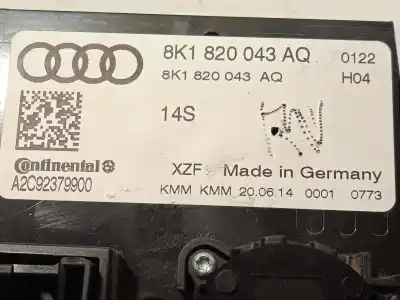 8K1 820 043 AQ 0122
8K1 820 043 AQ H04
14S
Continental
XZF Made in Germany
A2C92379900
KMM KMM 20.06.14 0001 0773